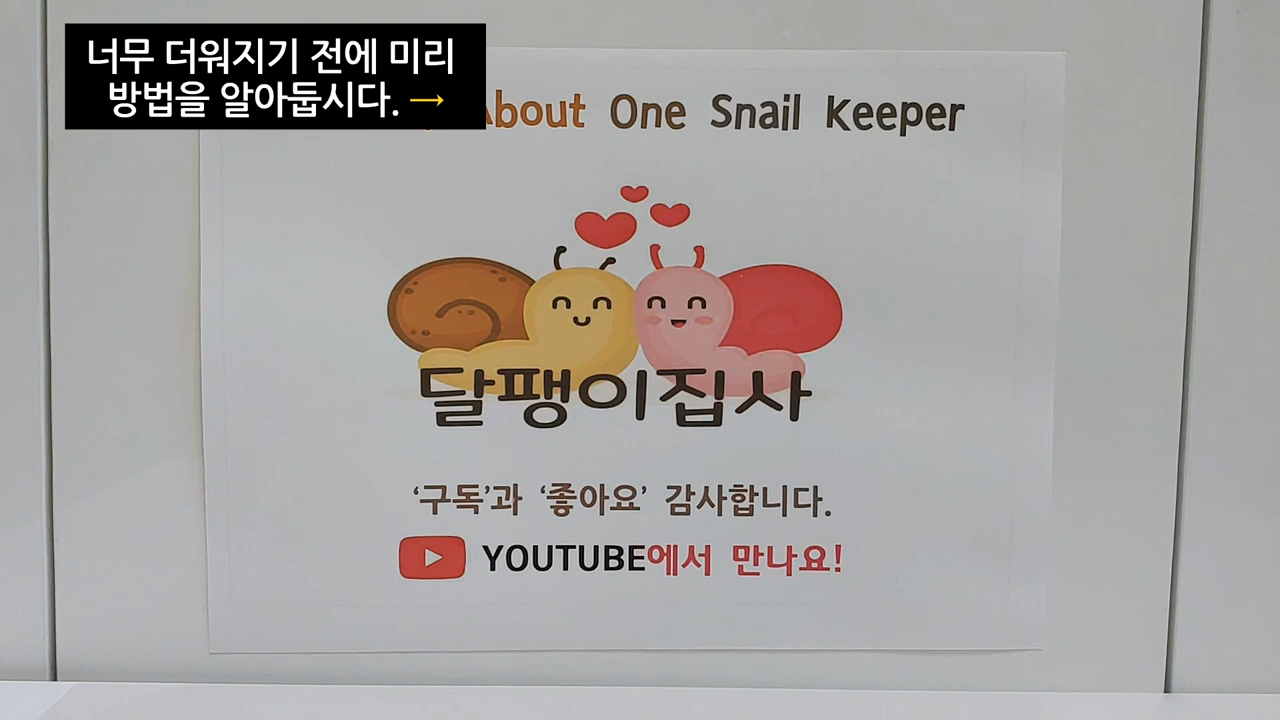 너무 더워지기 전에 미리
방법을 알아둡시다. →
About One Snail Keeper
달팽이집사
‘구독’과 ‘좋아요’ 감사합니다.
YOUTUBE에서 만나요!